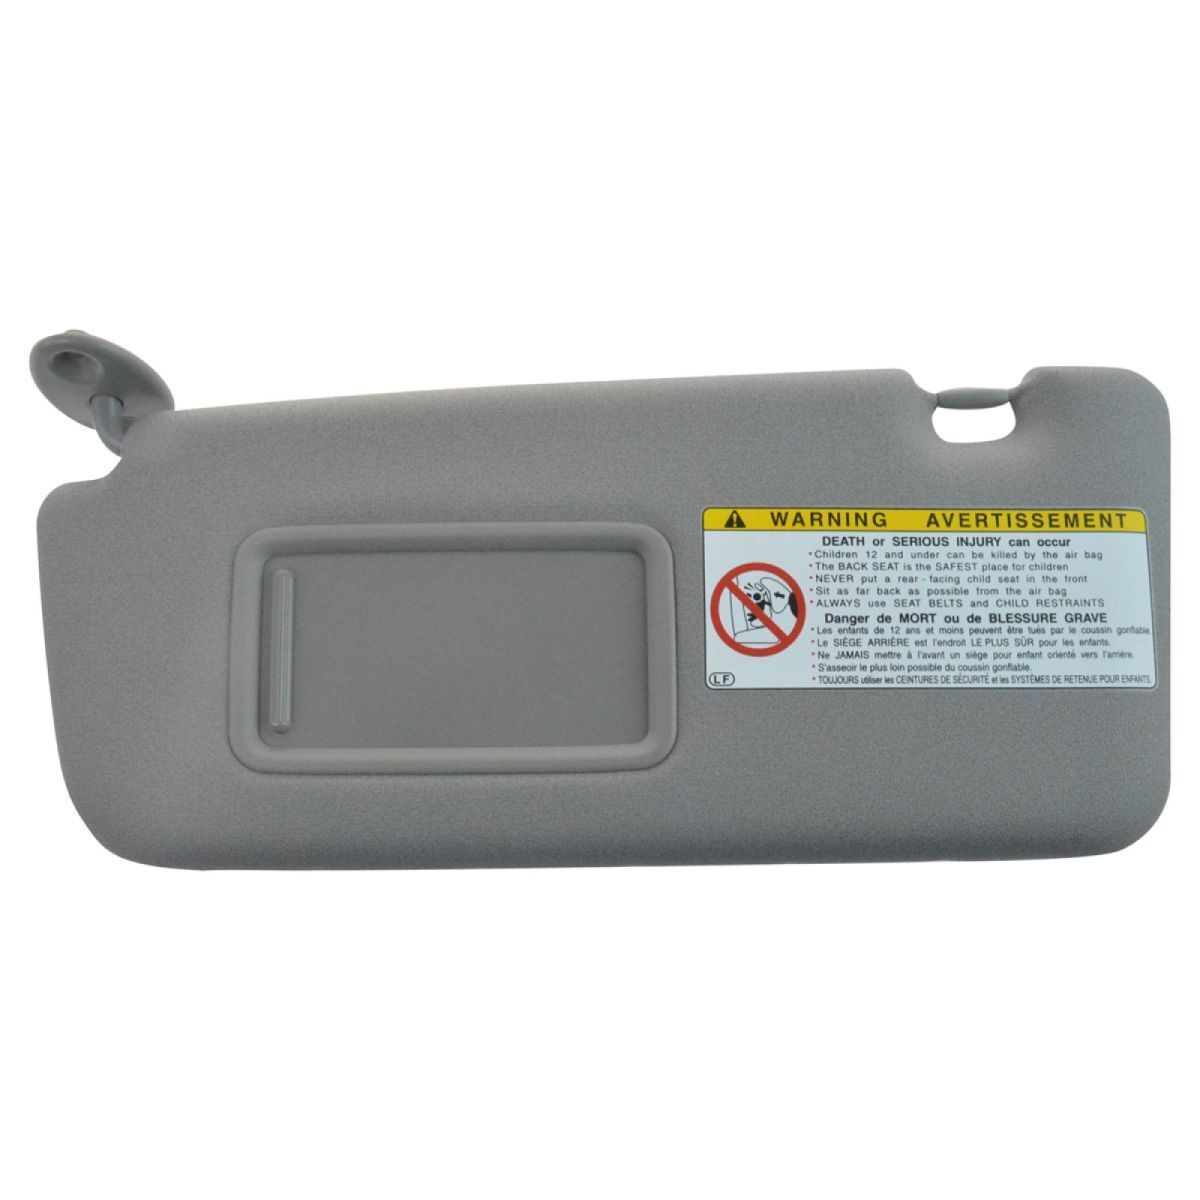 WARNING AVERTISSEMENT
DEATH or SERIOUS INJURY can occur
• Children 12 and under can be killed by the air bag
• The BACK SEAT is the SAFEST place for children
• NEVER put a rear-facing child seat in the front
• Sit as far back as possible from the air bag
• ALWAYS use SEAT BELTS and CHILD RESTRAINTS
Danger de MORT ou de BLESSURE GRAVE
• Les enfants de 12 ans et moins peuvent être tués par le coussin gonflable.
• Le SIÈGE ARRIÈRE est l'endroit LE PLUS SÛR pour les enfants.
• Ne JAMAIS mettre à l'avant un siège pour enfant orienté vers l'arrière.
• S'asseoir le plus loin possible du coussin gonflable.
• TOUJOURS utiliser les CEINTURES DE SÉCURITÉ et les SYSTÈMES DE RETENUE POUR ENFANTS.
LF